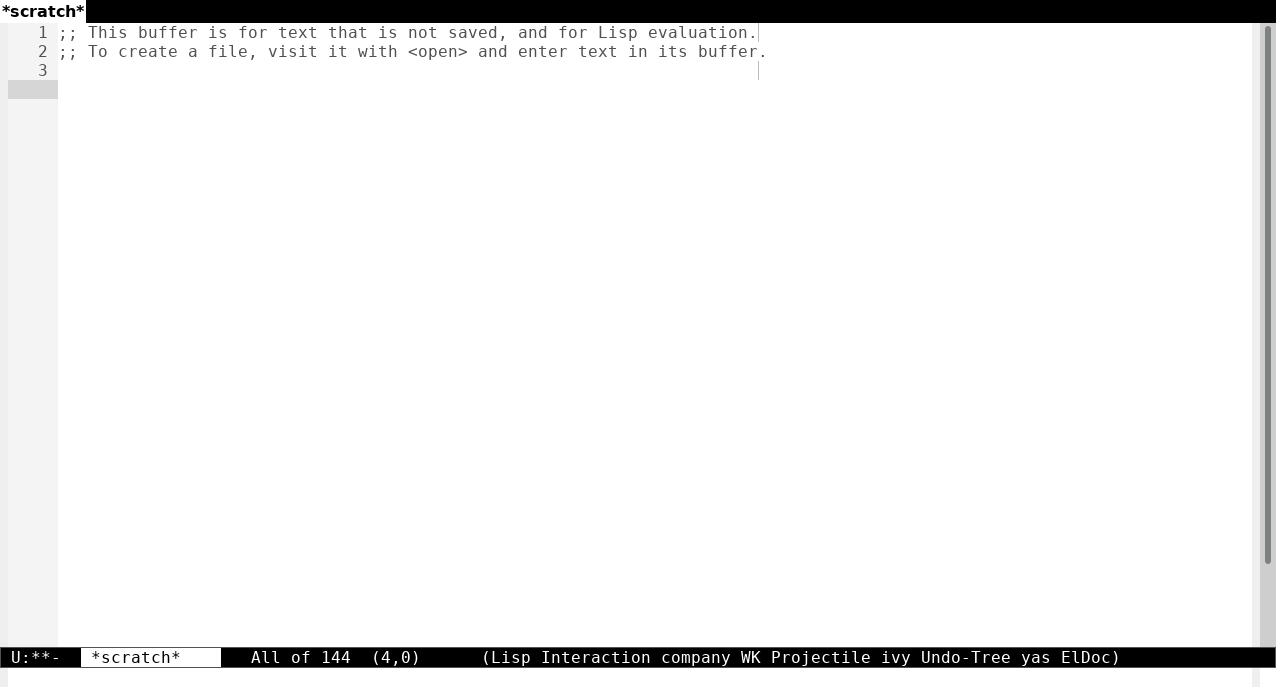 *scratch*
1 ;; This buffer is for text that is not saved, and for Lisp evaluation.
2 ;; To create a file, visit it with <open> and enter text in its buffer.
3
U:**- *scratch* All of 144 (4,0) (Lisp Interaction company WK Projectile ivy Undo-Tree yas ElDoc)